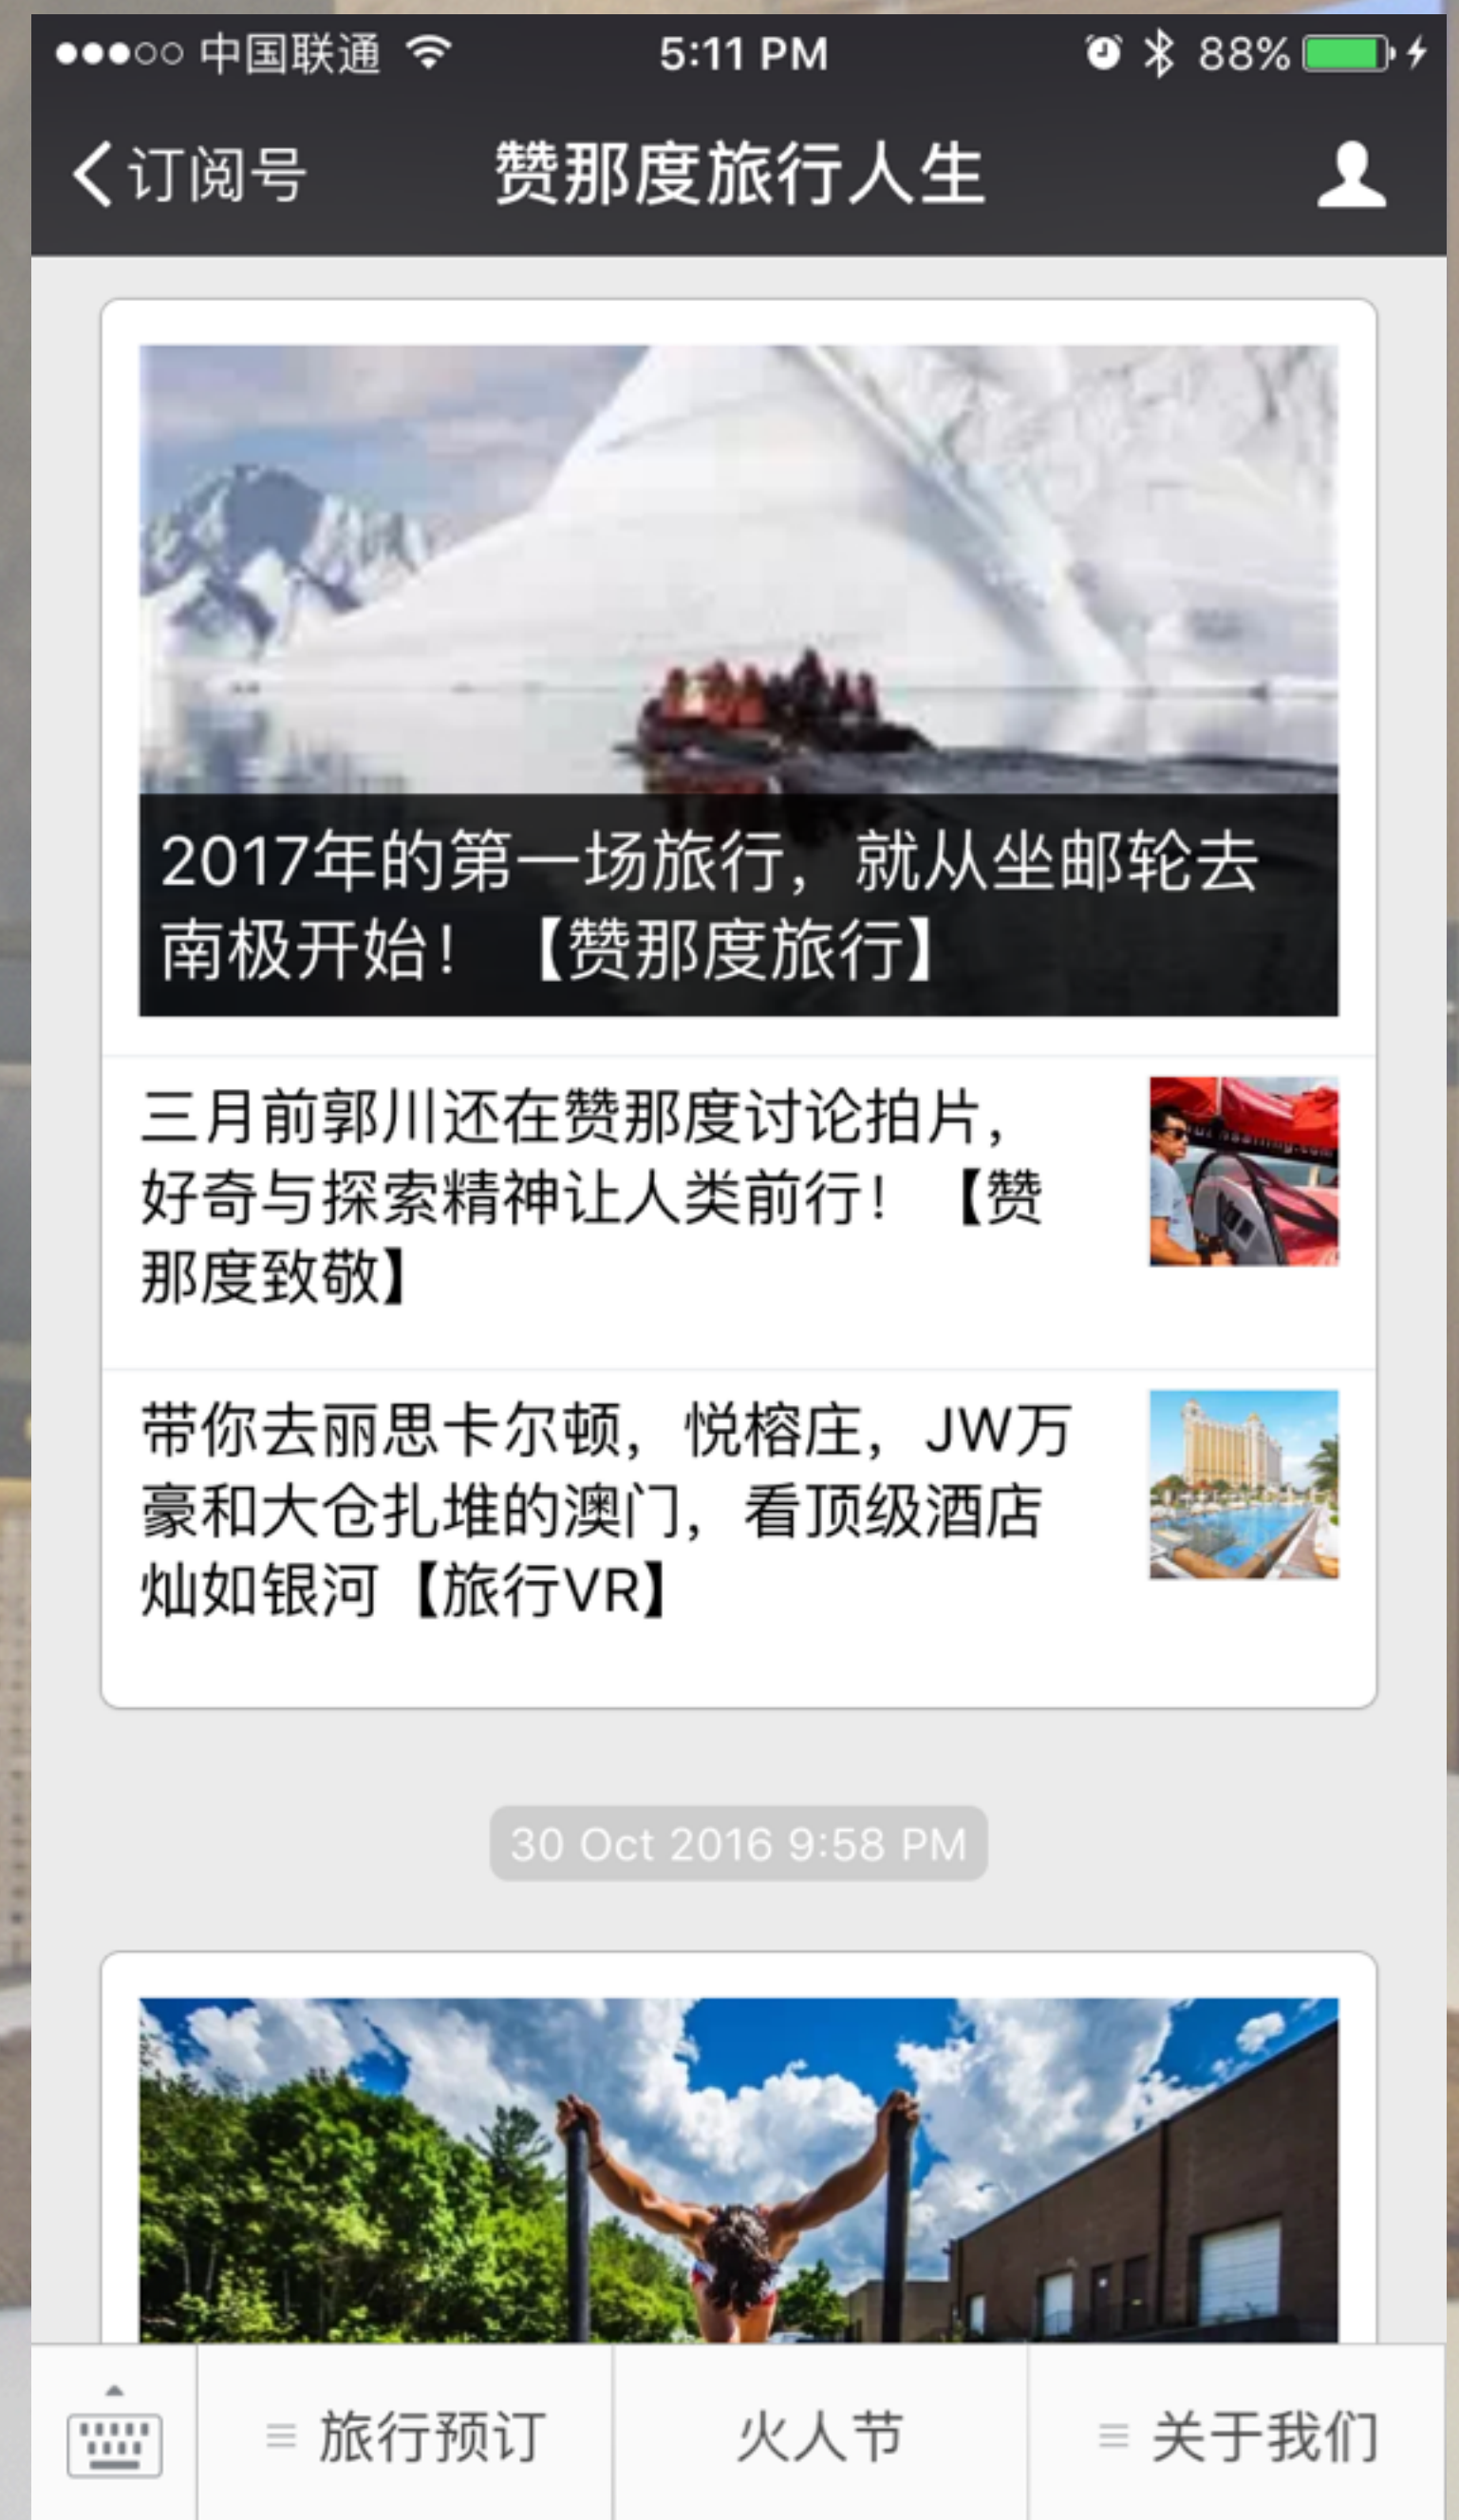 中国联通
5:11 PM
88%
订阅号
赞那度旅行人生
2017年的第一场旅行，就从坐邮轮去
南极开始！【赞那度旅行】
三月前郭川还在赞那度讨论拍片，
好奇与探索精神让人类前行！【赞
那度致敬】
带你去丽思卡尔顿，悦榕庄，JW万
豪和大仓扎堆的澳门，看顶级酒店
灿如银河【旅行VR】
30 Oct 2016 9:58 PM
旅行预订
火人节
关于我们